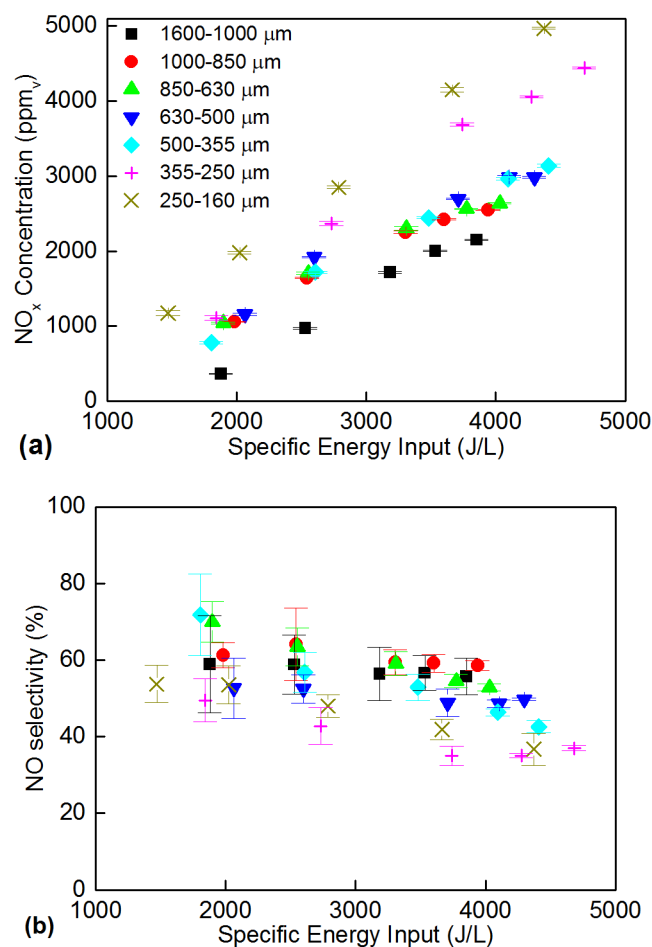 5000
4000
3000
2000
1000
0
NOx Concentration (ppmv)
1600-1000 μm
1000-850 μm
850-630 μm
630-500 μm
500-355 μm
355-250 μm
250-160 μm
1000 2000 3000 4000 5000
(a) Specific Energy Input (J/L)
100
80
60
40
20
0
NO selectivity (%)
1000 2000 3000 4000 5000
(b) Specific Energy Input (J/L)